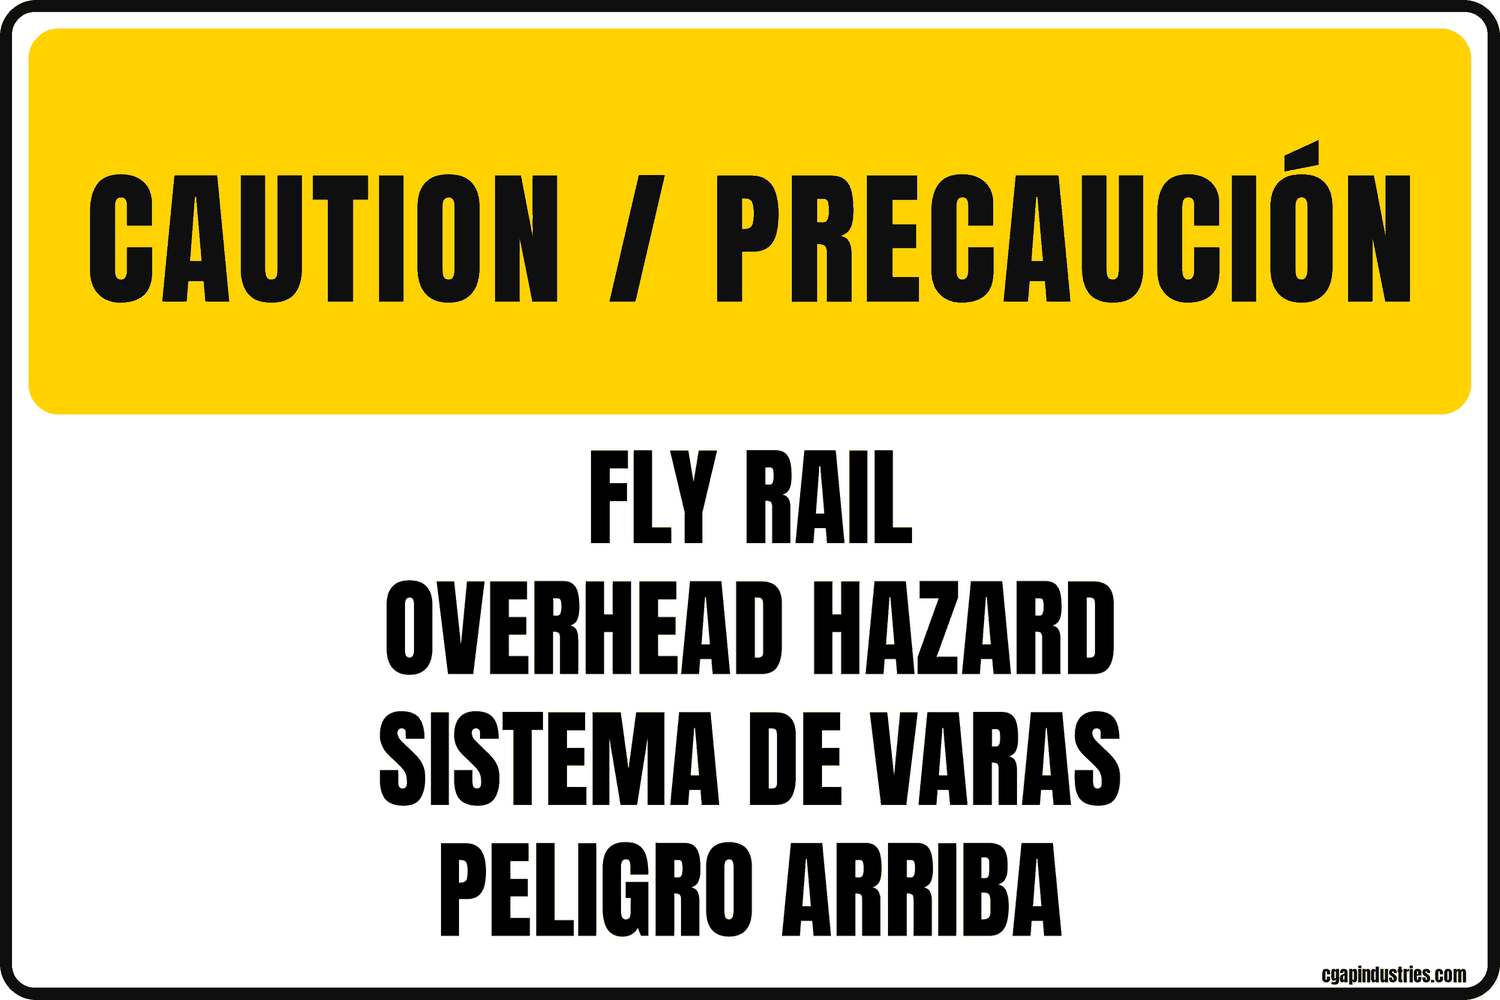 CAUTION / PRECAUCIÓN
FLY RAIL
OVERHEAD HAZARD
SISTEMA DE VARAS
PELIGRO ARRIBA
cgapindustries.com